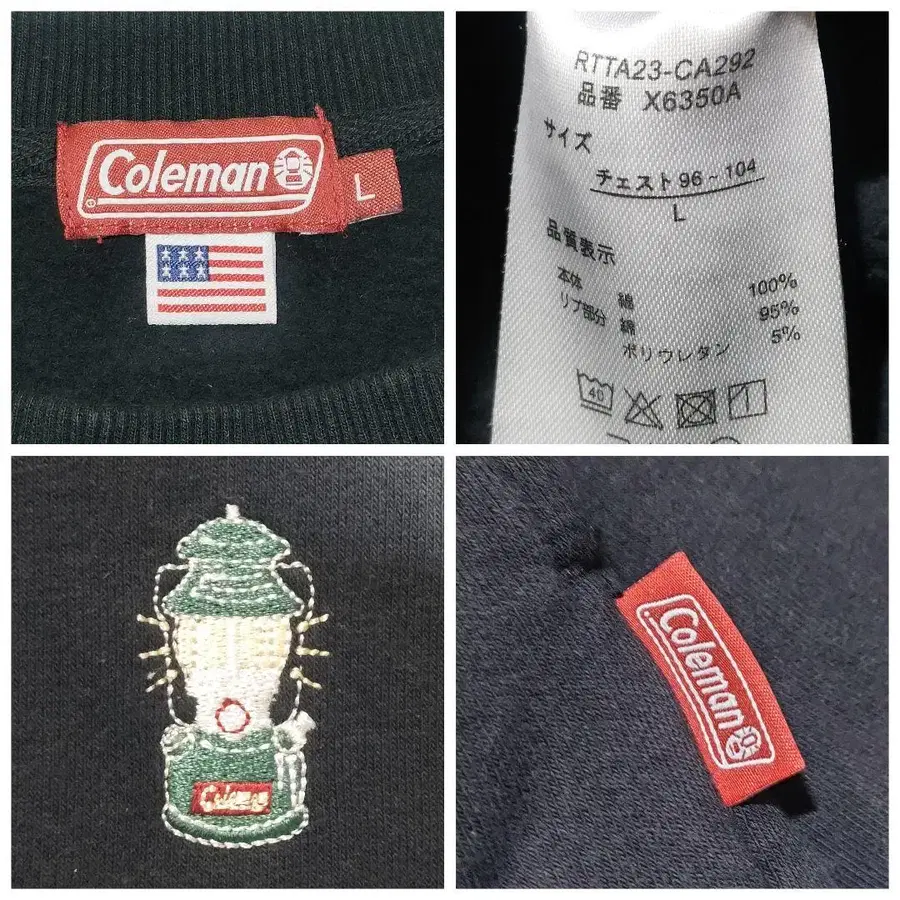 Coleman
L
RTTA23-CA292
品番 X6350A
サイズ
チェスト 96 ~ 104
L
品質表示
本体 綿 100%
リブ部分 綿 95%
ポリウレタン 5%
40
Coleman
Coleman